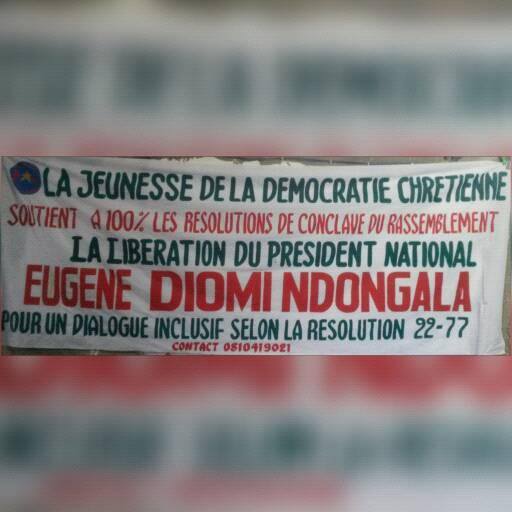 LA JEUNESSE DE LA DEMOCRATIE CHRETIENNE
SOUTIENT A 100% LES RESOLUTIONS DE CONCLAVE DU RASSEMBLEMENT
LA LIBERATION DU PRESIDENT NATIONAL
EUGENE DIOMI NDONGALA
POUR UN DIALOGUE INCLUSIF SELON LA RESOLUTION 22-77
CONTACT 0810419021